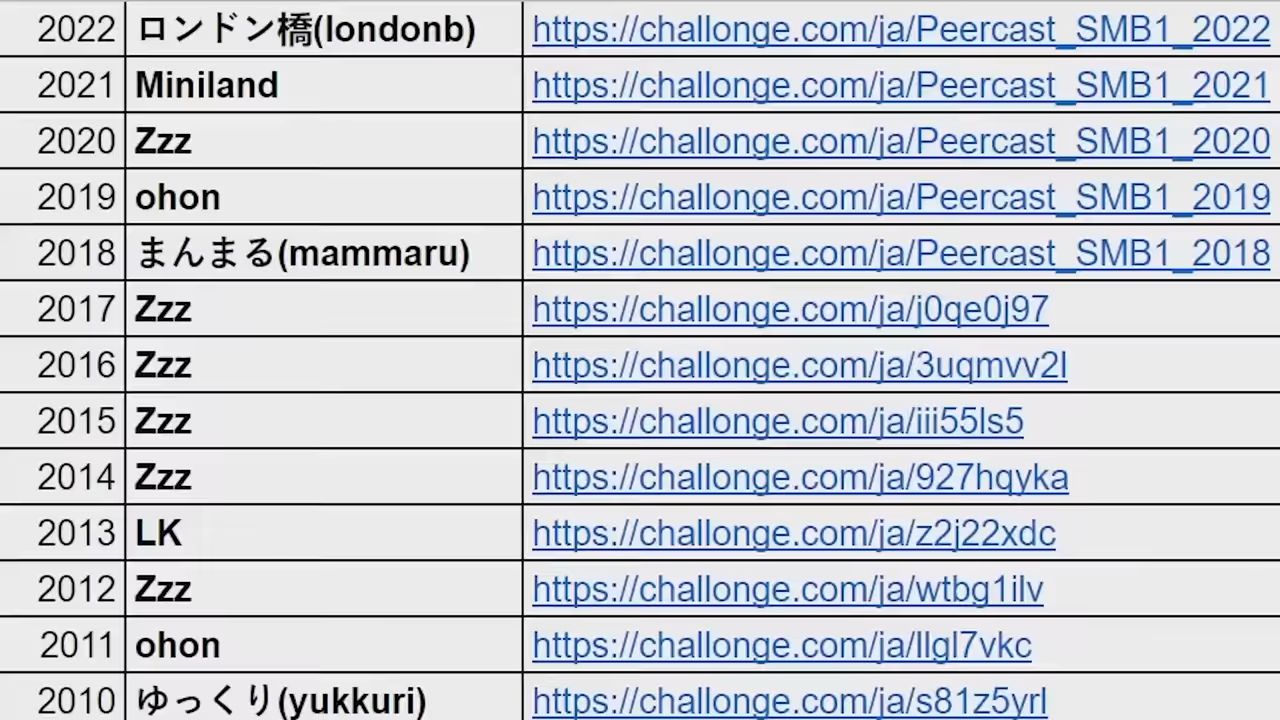 2022 ロンドン橋(londonb) https://challonge.com/ja/Peercast_SMB1_2022
2021 Miniland https://challonge.com/ja/Peercast_SMB1_2021
2020 Zzz https://challonge.com/ja/Peercast_SMB1_2020
2019 ohon https://challonge.com/ja/Peercast_SMB1_2019
2018 まんまる(mammaru) https://challonge.com/ja/Peercast_SMB1_2018
2017 Zzz https://challonge.com/ja/j0qe0j97
2016 Zzz https://challonge.com/ja/3uqmvv2l
2015 Zzz https://challonge.com/ja/iii55ls5
2014 Zzz https://challonge.com/ja/927hqyka
2013 LK https://challonge.com/ja/z2j22xdc
2012 Zzz https://challonge.com/ja/wtbg1ilv
2011 ohon https://challonge.com/ja/llgl7vkc
2010 ゆっくり(yukkuri) https://challonge.com/ja/s81z5yrl